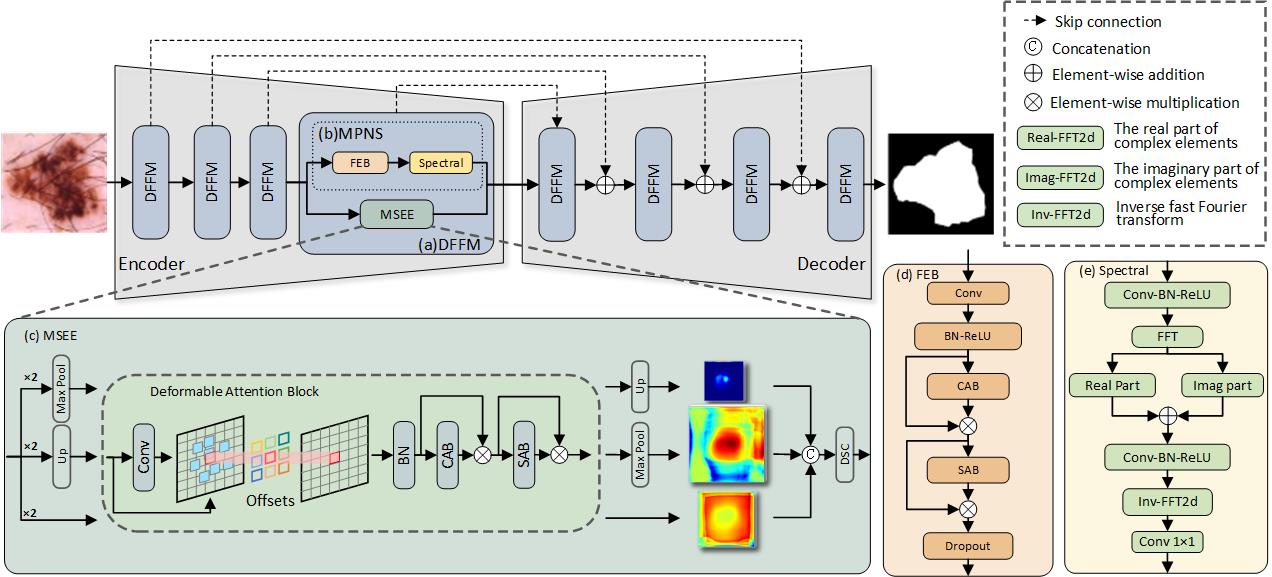 Skip connection
C Concatenation
Element-wise addition
Element-wise multiplication
Real-FFT2d
The real part of
complex elements
Imag-FFT2d
The imaginary part of
complex elements
Inv-FFT2d
Inverse fast Fourier
transform
DFFM
DFFM
DFFM
(b)MPNS
FEB
Spectral
MSEE
(a)DFFM
Encoder
DFFM
DFFM
DFFM
DFFM
Decoder
(c) MSEE
×2
Max Pool
×2
Up
×2
Deformable Attention Block
Conv
Offsets
BN
CAB
SAB
Up
Max Pool
C
DSC
(d) FEB
Conv
BN-ReLU
CAB
SAB
Dropout
(e) Spectral
Conv-BN-ReLU
FFT
Real Part
Imag part
Conv-BN-ReLU
Inv-FFT2d
Conv 1×1